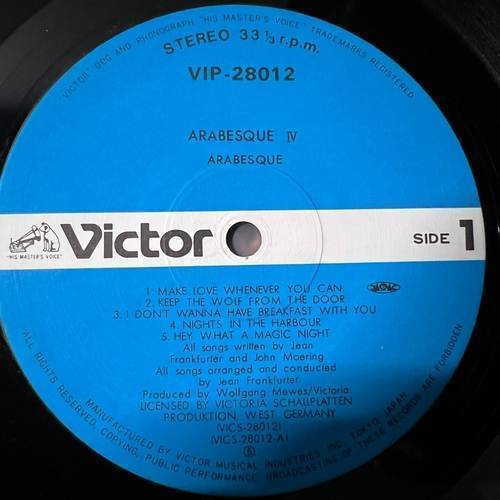 "VICTOR" DOG AND PHONOGRAPH "HIS MASTER'S VOICE" TRADEMARKS REGISTERED
STEREO 33 1/3 r.p.m.
VIP-28012
ARABESQUE IV
ARABESQUE
"HIS MASTER'S VOICE"
Victor
SIDE 1
1. MAKE LOVE WHENEVER YOU CAN
2. KEEP THE WOLF FROM THE DOOR
3. I DON'T WANNA HAVE BREAKFAST WITH YOU
4. NIGHTS IN THE HARBOUR
5. HEY WHAT A MAGIC NIGHT
All songs written by Jean
Frankfurter and John Moering
All songs arranged and conducted
by Jean Frankfurter
Produced by Wolfgang Mewes/Victoria
LICENSED BY VICTORIA SCHALLPLATTEN
PRODUKTION, WEST GERMANY
(VICS-28012)
(VICS-28012-A)
Ⓢ
MANUFACTURED BY VICTOR MUSICAL INDUSTRIES INC. TOKYO, JAPAN
ALL RIGHTS RESERVED. COPYING, PUBLIC PERFORMANCE, BROADCASTING OF THESE RECORDS ARE FORBIDDEN.